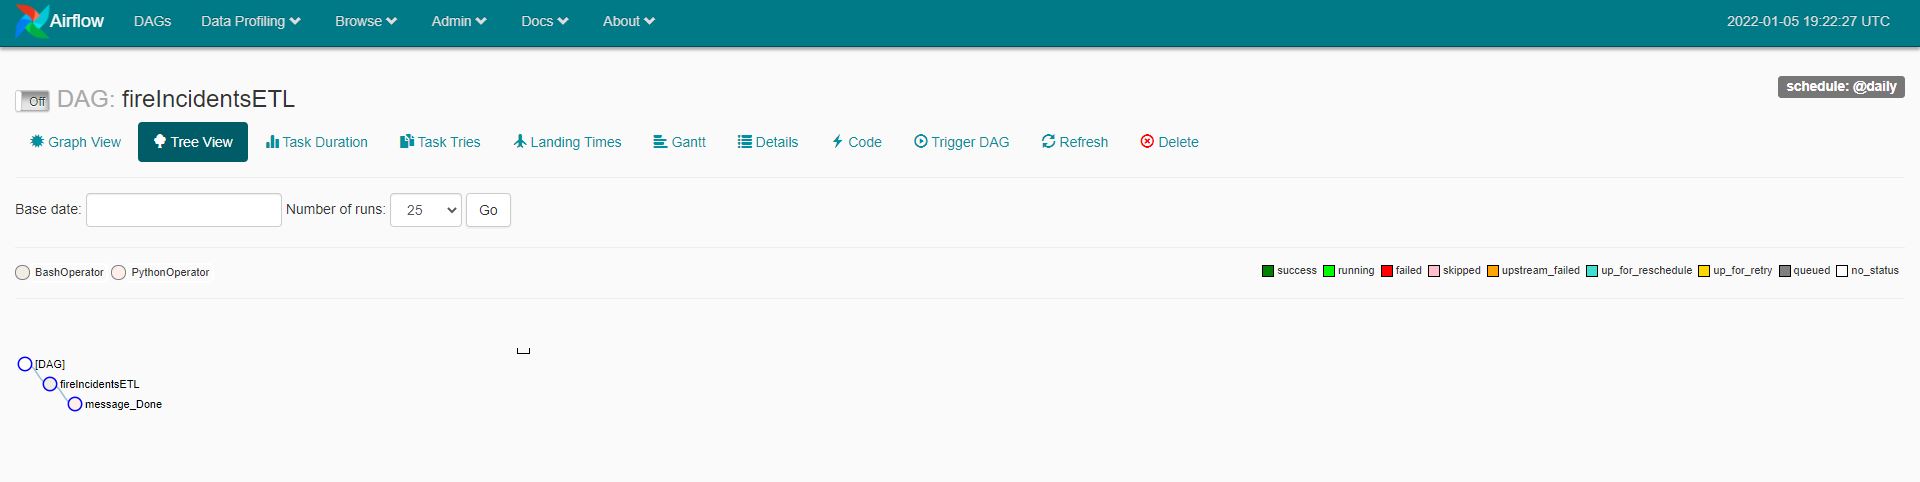 Airflow DAGs Data Profiling Browse Admin Docs About 2022-01-05 19:22:27 UTC
schedule: @daily
Off DAG: fireIncidentsETL
Graph View Tree View Task Duration Task Tries Landing Times Gantt Details Code Trigger DAG Refresh Delete
Base date: Number of runs: 25 Go
BashOperator PythonOperator success running failed skipped upstream_failed up_for_reschedule up_for_retry queued no_status
[DAG]
fireIncidentsETL
message_Done